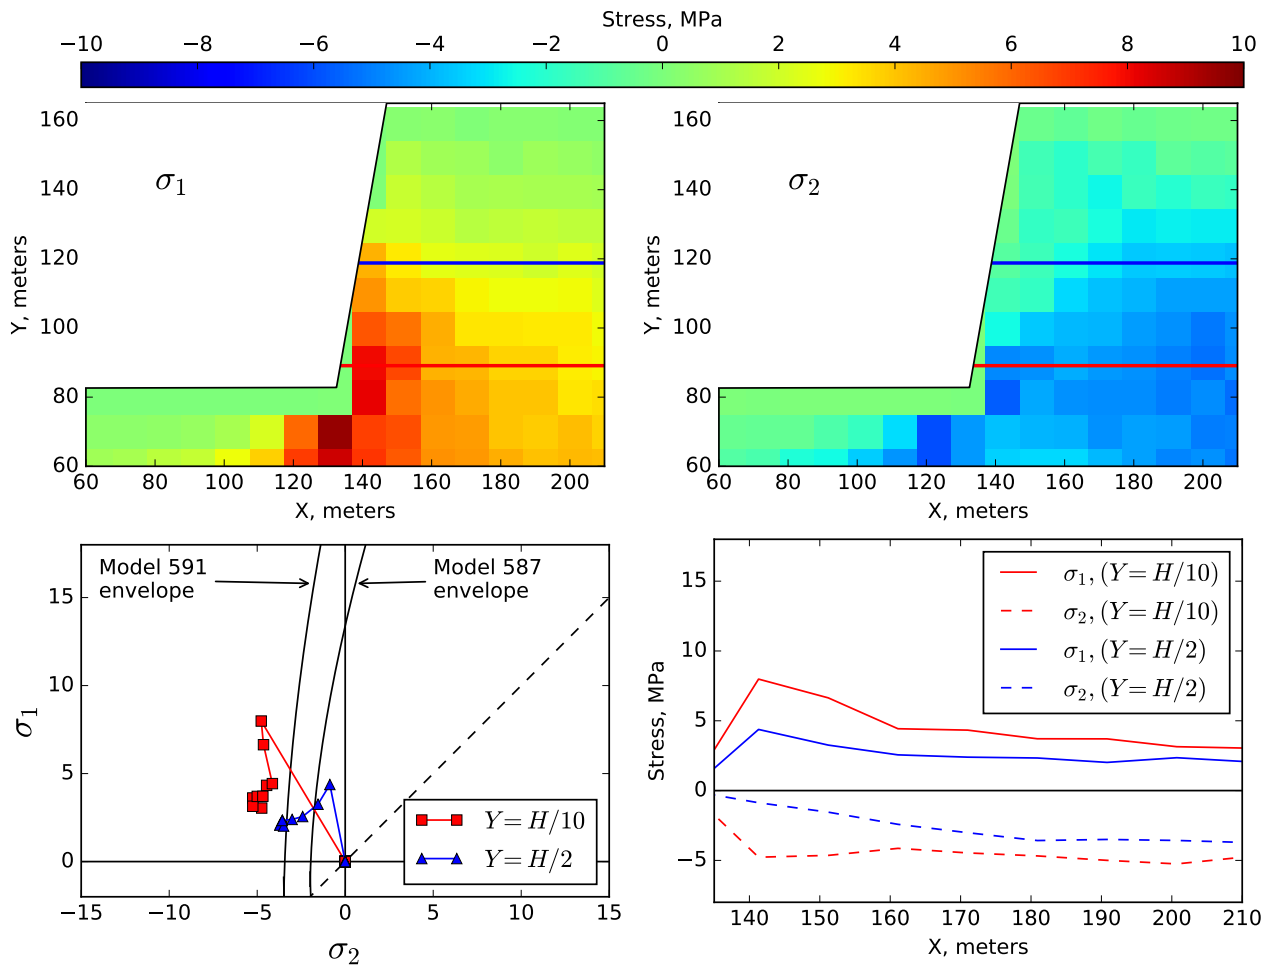 Stress, MPa
−10 −8 −6 −4 −2 0 2 4 6 8 10
160
140
120
100
80
60
Y, meters
σ1
60 80 100 120 140 160 180 200
X, meters
160
140
120
100
80
60
Y, meters
σ2
60 80 100 120 140 160 180 200
X, meters
Model 591
envelope
Model 587
envelope
15
10
5
0
σ1
Y=H/10
Y=H/2
−15 −10 −5 0 5 10 15
σ2
15
10
5
0
−5
Stress, MPa
σ1, (Y=H/10)
σ2, (Y=H/10)
σ1, (Y=H/2)
σ2, (Y=H/2)
140 150 160 170 180 190 200 210
X, meters